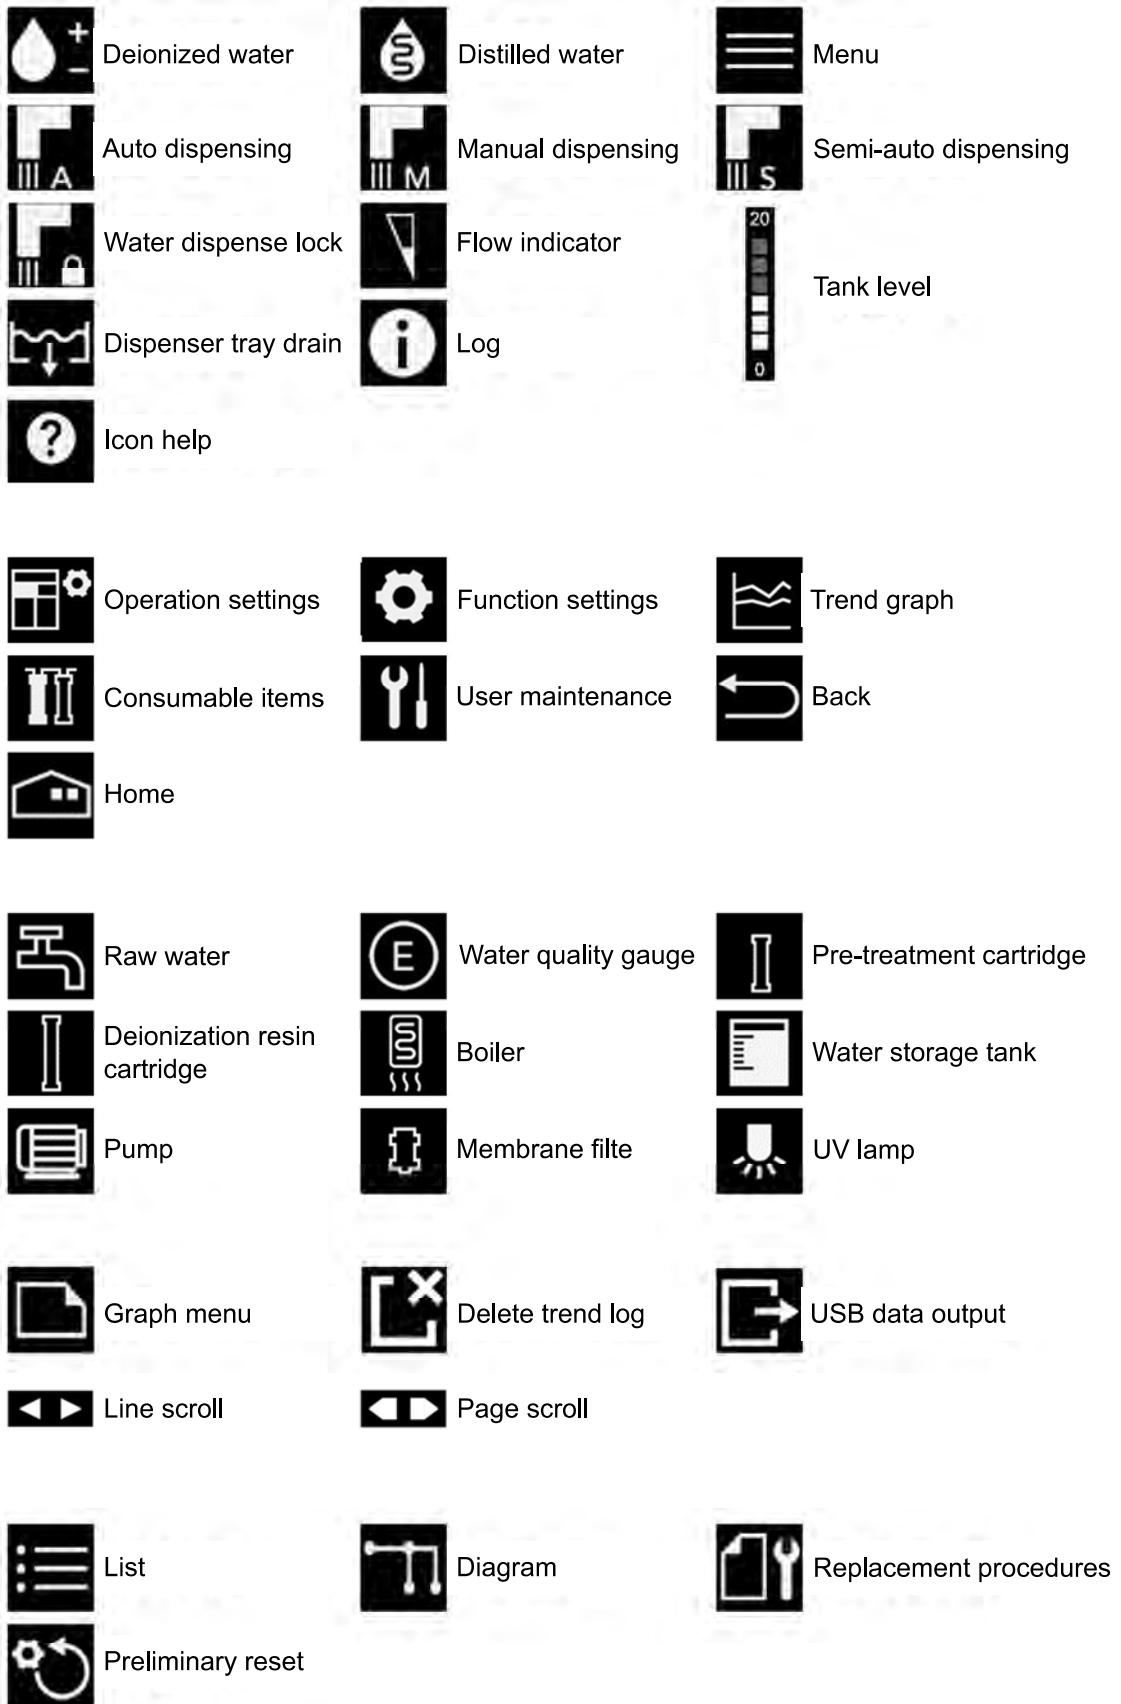 Deionized water
Distilled water
Menu
A
Auto dispensing
M
Manual dispensing
S
Semi-auto dispensing
Water dispense lock
Flow indicator
20
Tank level
0
Dispenser tray drain
i
Log
?
Icon help
Operation settings
Function settings
Trend graph
Consumable items
User maintenance
Back
Home
Raw water
E
Water quality gauge
Pre-treatment cartridge
Deionization resin
cartridge
Boiler
Water storage tank
Pump
Membrane filte
UV lamp
Graph menu
Delete trend log
USB data output
Line scroll
Page scroll
List
Diagram
Replacement procedures
Preliminary reset